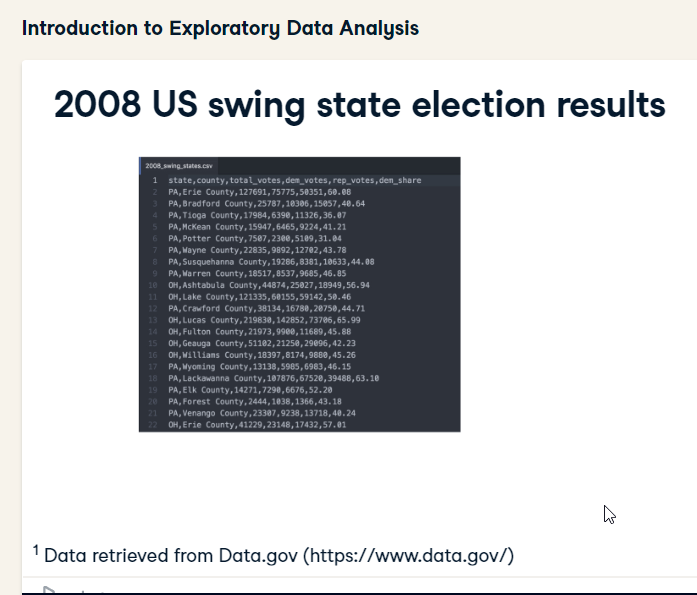 Introduction to Exploratory Data Analysis
2008 US swing state election results
2008_swing_states.csv
1 state,county,total_votes,dem_votes,rep_votes,dem_share
2 PA,Erie County,127691,75775,50351,60.08
3 PA,Bradford County,25787,10306,15057,40.64
4 PA,Tioga County,17984,6390,11326,36.07
5 PA,McKean County,15947,6465,9224,41.21
6 PA,Potter County,7507,2300,5109,31.04
7 PA,Wayne County,22835,9892,12702,43.78
8 PA,Susquehanna County,19286,8381,10633,44.08
9 PA,Warren County,18517,8537,9685,46.85
10 OH,Ashtabula County,44874,25027,18949,56.94
11 OH,Lake County,121335,60155,59142,50.46
12 PA,Crawford County,38134,16780,20750,44.71
13 OH,Lucas County,219830,142852,73706,65.99
14 OH,Fulton County,21973,9900,11689,45.88
15 OH,Geauga County,51102,21250,29096,42.23
16 OH,Williams County,18397,8174,9880,45.26
17 PA,Wyoming County,13138,5985,6983,46.15
18 PA,Lackawanna County,107876,67520,39488,63.10
19 PA,Elk County,14271,7290,6676,52.20
20 PA,Forest County,2444,1038,1366,43.18
21 PA,Venango County,23307,9238,13718,40.24
22 OH,Erie County,41229,23148,17432,57.01
1 Data retrieved from Data.gov (https://www.data.gov/)